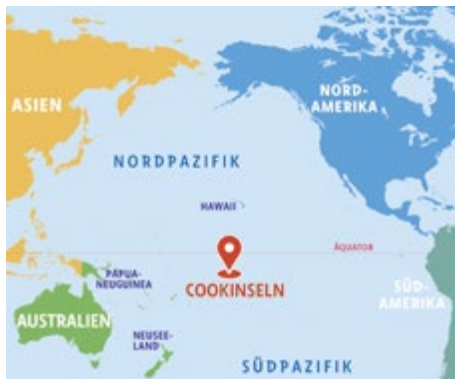 ASIEN
NORD-
AMERIKA
NORDPAZIFIK
HAWAII
ÄQUATOR
PAPUA-
NEUGUINEA
COOKINSELN
SÜD-
AMERIKA
AUSTRALIEN
NEUSEE-
LAND
SÜDPAZIFIK